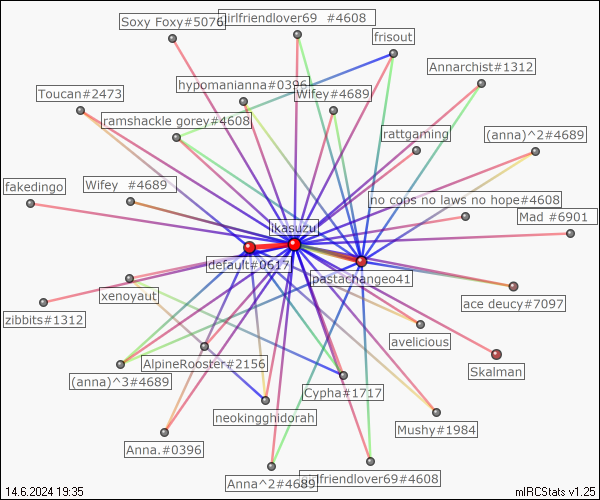 girlfriendlover69 #4608
Soxy Foxy#5076
frisout
Annarchist#1312
hypomanianna#0396
Toucan#2473
Wifey#4689
ramshackle gorey#4608
rattgaming
(anna)^2#4689
fakedingo
Wifey #4689
no cops no laws no hope#4608
Mad #6901
ikasuzu
default#0617
pastachangeo41
xenoyaut
ace deucy#7097
zibbits#1312
avelicious
AlpineRooster#2156
Skalman
(anna)^3#4689
Cypha#1717
neokingghidorah
Mushy#1984
Anna.#0396
girlfriendlover69#4608
Anna^2#4689
14.6.2024 19:35
mIRCStats v1.25